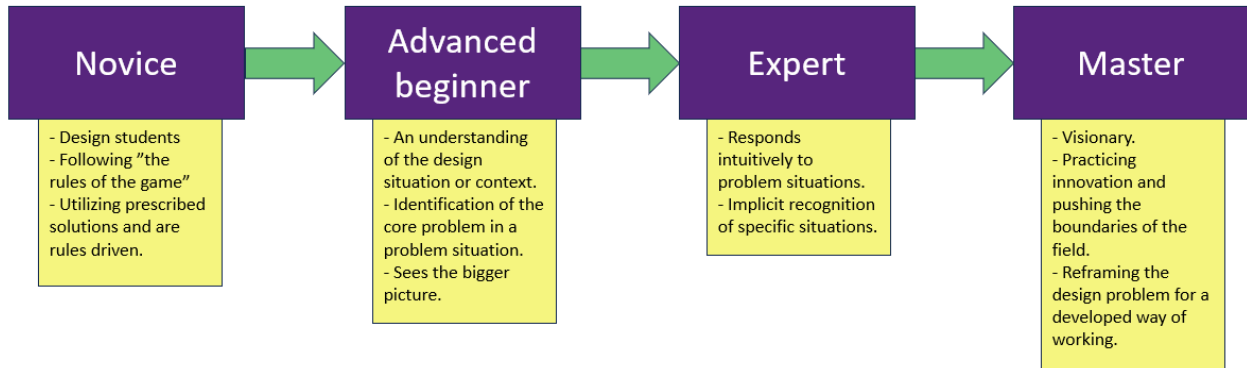 Novice
- Design students
- Following ”the
rules of the game”
- Utilizing prescribed
solutions and are
rules driven.
Advanced
beginner
- An understanding
of the design
situation or context.
- Identification of the
core problem in a
problem situation.
- Sees the bigger
picture.
Expert
- Responds
intuitively to
problem situations.
- Implicit recognition
of specific situations.
Master
- Visionary.
- Practicing
innovation and
pushing the
boundaries of the
field.
- Reframing the
design problem for a
developed way of
working.